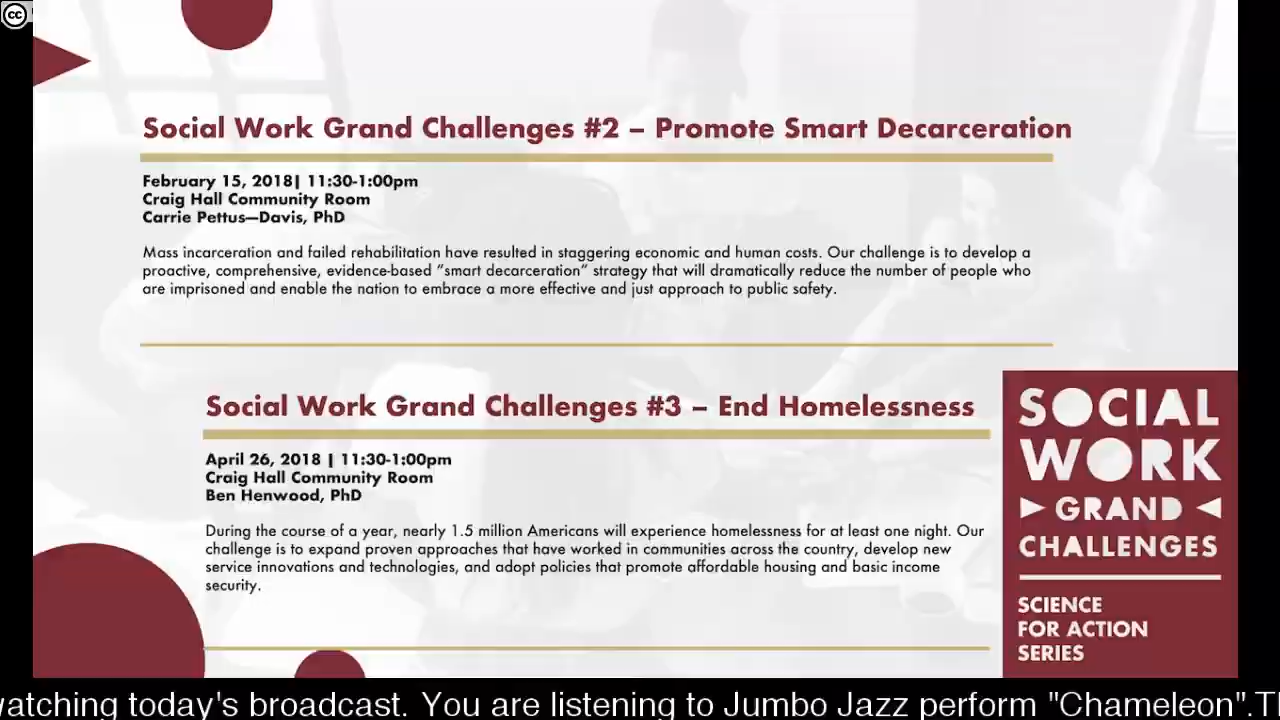 cc
Social Work Grand Challenges #2 – Promote Smart Decarceration
February 15, 2018| 11:30-1:00pm
Craig Hall Community Room
Carrie Pettus—Davis, PhD
Mass incarceration and failed rehabilitation have resulted in staggering economic and human costs. Our challenge is to develop a
proactive, comprehensive, evidence-based “smart decarceration” strategy that will dramatically reduce the number of people who
are imprisoned and enable the nation to embrace a more effective and just approach to public safety.
Social Work Grand Challenges #3 – End Homelessness
April 26, 2018 | 11:30-1:00pm
Craig Hall Community Room
Ben Henwood, PhD
During the course of a year, nearly 1.5 million Americans will experience homelessness for at least one night. Our
challenge is to expand proven approaches that have worked in communities across the country, develop new
service innovations and technologies, and adopt policies that promote affordable housing and basic income
security.
SOCIAL
WORK
GRAND
CHALLENGES
SCIENCE
FOR ACTION
SERIES
watching today's broadcast. You are listening to Jumbo Jazz perform "Chameleon".T